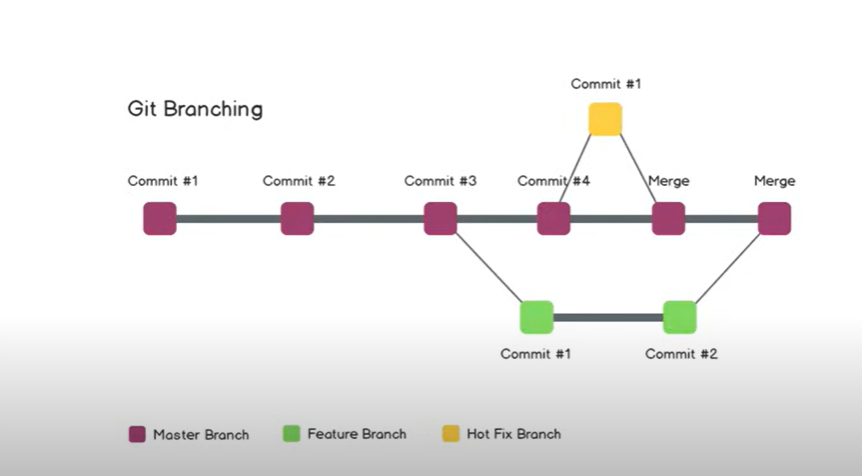 Commit #1
Git Branching
Commit #1
Commit #2
Commit #3
Commit #4
Merge
Merge
Commit #1
Commit #2
Master Branch
Feature Branch
Hot Fix Branch